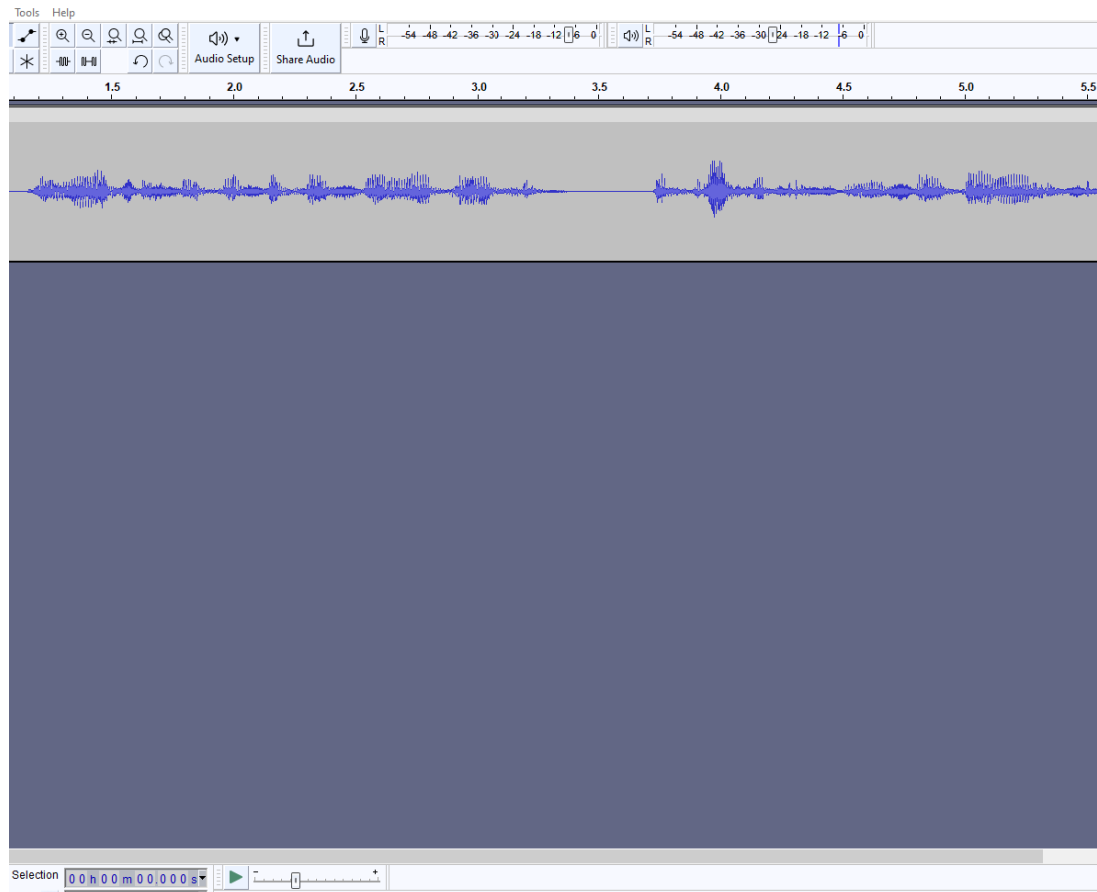 Tools Help
L
R
-54 -48 -42 -36 -30 -24 -18 -12 -6 0
L
R
-54 -48 -42 -36 -30 -24 -18 -12 -6 0
Audio Setup
Share Audio
1.5 2.0 2.5 3.0 3.5 4.0 4.5 5.0 5.5
Selection 00h00m00.000s
- +